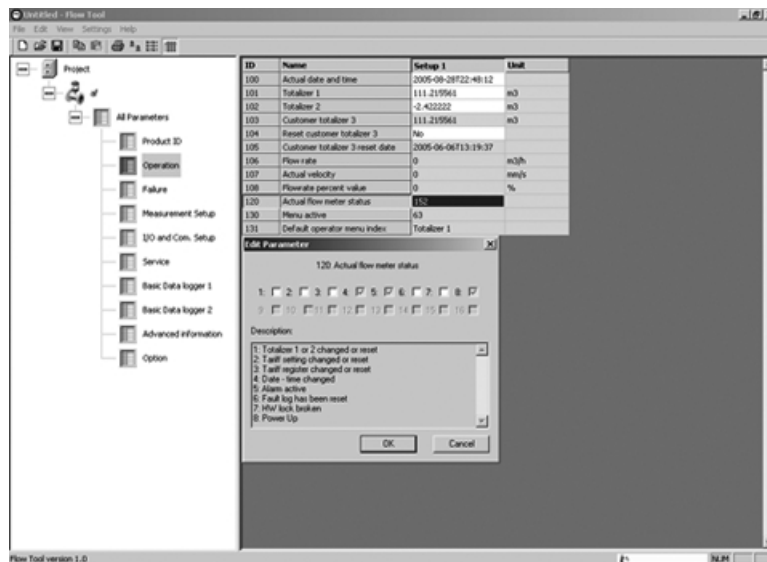 Untitled - Flow Tool
File Edit View Settings Help
Project
of
All Parameters
Product ID
Operation
Failure
Measurement Setup
I/O and Com. Setup
Service
Basic Data logger 1
Basic Data logger 2
Advanced information
Option
ID Name Setup 1 Unit
100 Actual date and time 2005-08-28T22:48:12
101 Totalizer 1 111.215561 m3
102 Totalizer 2 -2.422222 m3
103 Customer totalizer 3 111.215561 m3
104 Reset customer totalizer 3 No
105 Customer totalizer 3 reset date 2005-06-06T13:19:37
106 Flow rate 0 m3/h
107 Actual velocity 0 mm/s
108 Flowrate percent value 0 %
120 Actual flow meter status 152
130 Menu active 63
131 Default operator menu index Totalizer 1
Edit Parameter
120: Actual flow meter status
1: 2: 3: 4: 5: 6: 7: 8:
9 10 11 12 13 14 15 16
Description:
1: Totalizer 1 or 2 changed or reset
2: Tariff setting changed or reset
3: Tariff register changed or reset
4: Date - time changed
5: Alarm active
6: Fault log has been reset
7: HW lock broken
8: Power Up
OK Cancel
Flow Tool version 1.0 NUM